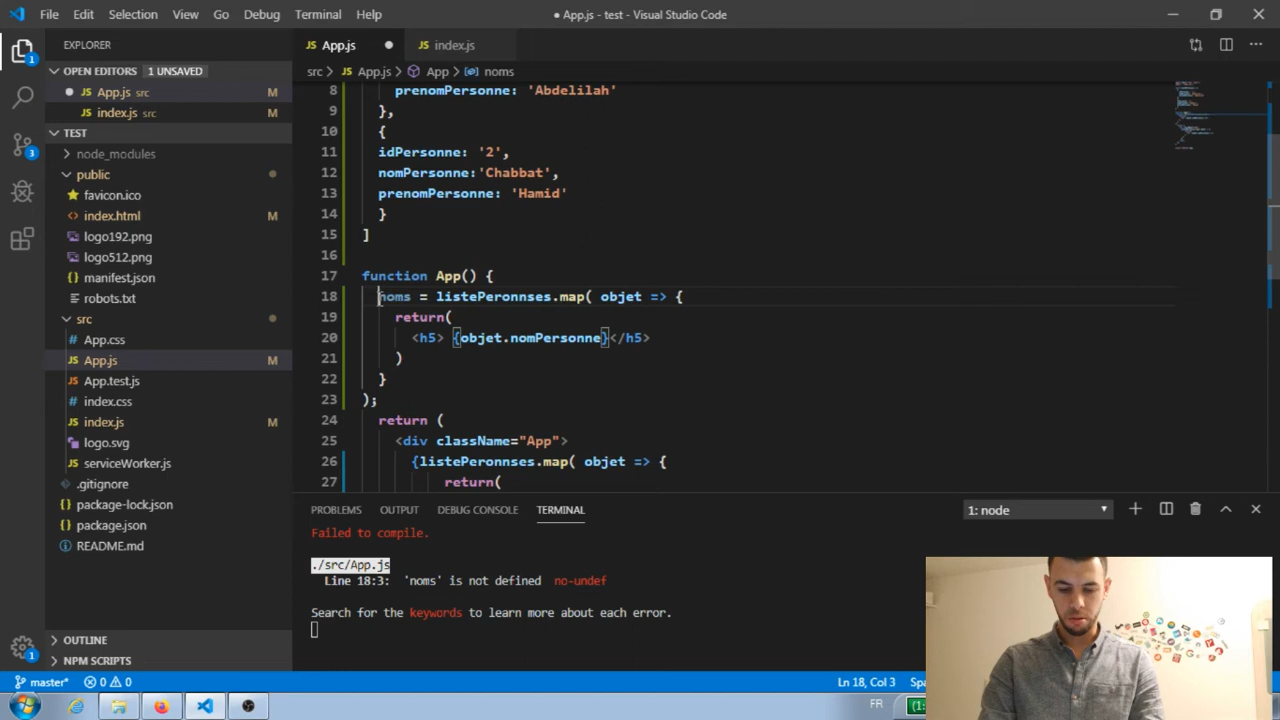 File Edit Selection View Go Debug Terminal Help
● App.js - test - Visual Studio Code
EXPLORER
OPEN EDITORS 1 UNSAVED
App.js src M
index.js src M
TEST
node_modules
public
favicon.ico
index.html M
logo192.png
logo512.png
manifest.json
robots.txt
src
App.css
App.js M
App.test.js
index.css
index.js M
logo.svg
serviceWorker.js
.gitignore
package-lock.json
package.json
README.md
OUTLINE
NPM SCRIPTS
1
3
1
JS App.js ● JS index.js
src > JS App.js > App > noms
8 prenomPersonne: 'Abdelilah'
9 },
10 {
11 idPersonne: '2',
12 nomPersonne:'Chabbat',
13 prenomPersonne: 'Hamid'
14 }
15 ]
16
17 function App() {
18 noms = listePeronnses.map( objet => {
19 return(
20 <h5> {objet.nomPersonne}</h5>
21 )
22 }
23 );
24 return (
25 <div className="App">
26 {listePeronnses.map( objet => {
27 return(
PROBLEMS OUTPUT DEBUG CONSOLE TERMINAL
1: node
Failed to compile.
./src/App.js
Line 18:3: 'noms' is not defined no-undef
Search for the keywords to learn more about each error.
master* 0 0
Ln 18, Col 3
FR